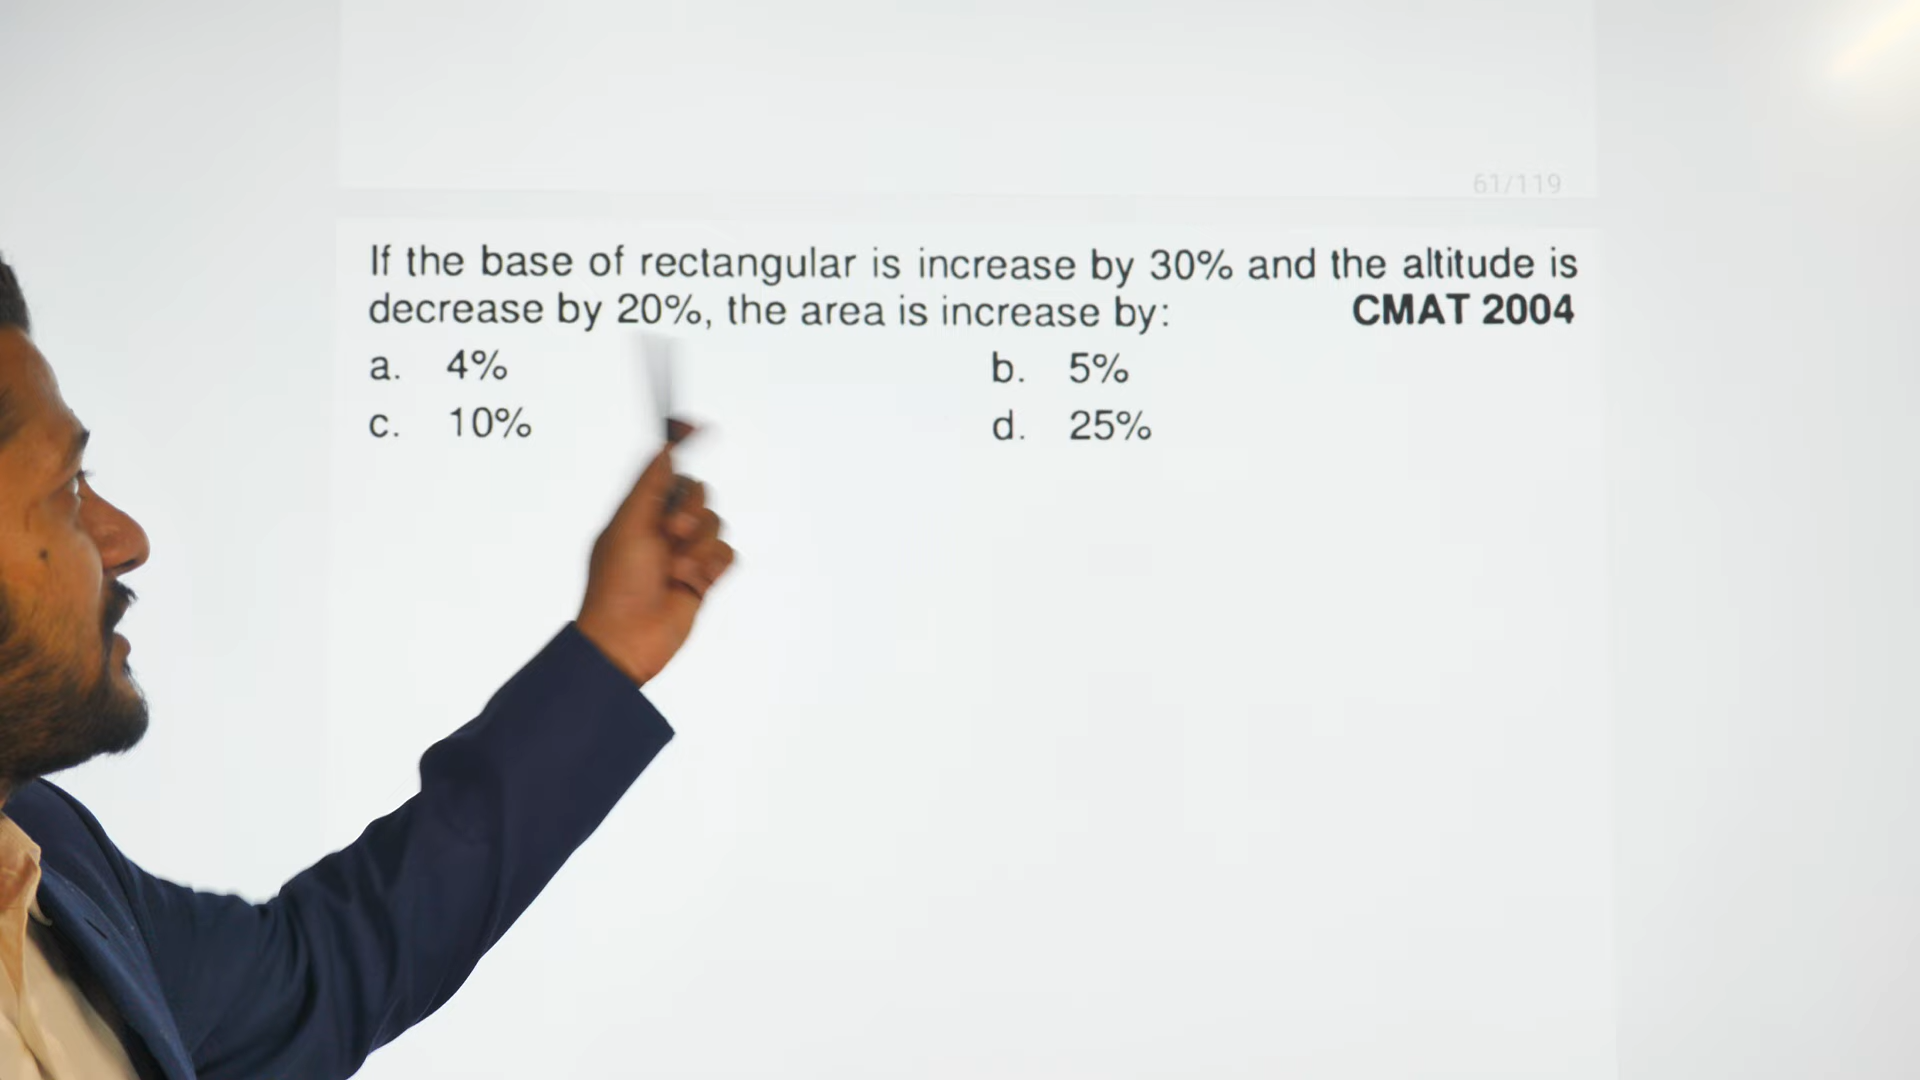 61/119
If the base of rectangular is increase by 30% and the altitude is
decrease by 20%, the area is increase by: CMAT 2004
a. 4% b. 5%
c. 10% d. 25%